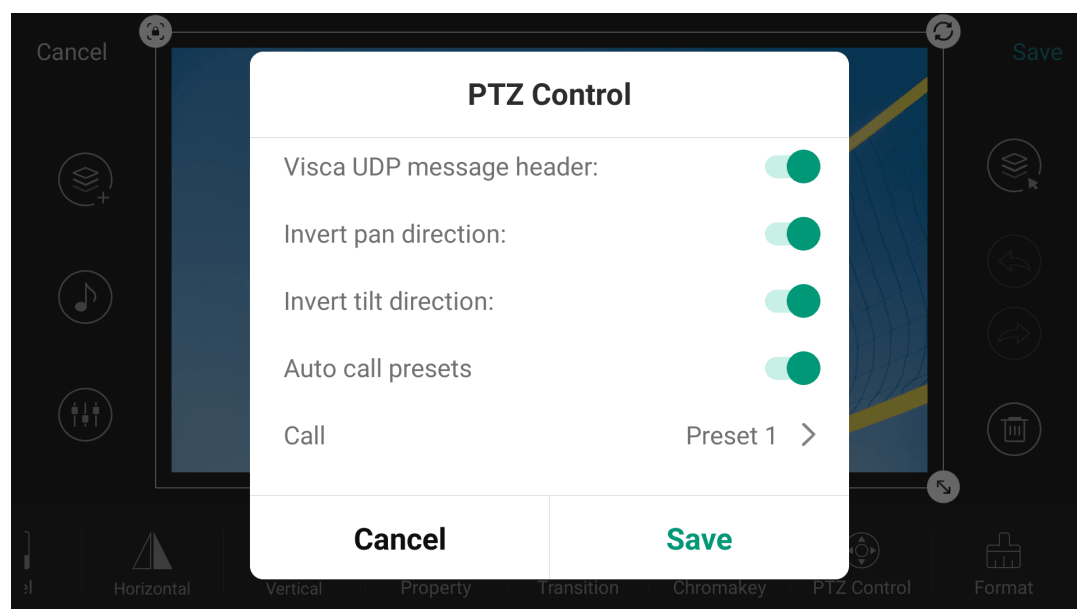 Cancel
Save
PTZ Control
Visca UDP message header:
Invert pan direction:
Invert tilt direction:
Auto call presets
Call Preset 1
Cancel Save
Horizontal Vertical Property Transition Chromakey PTZ Control Format